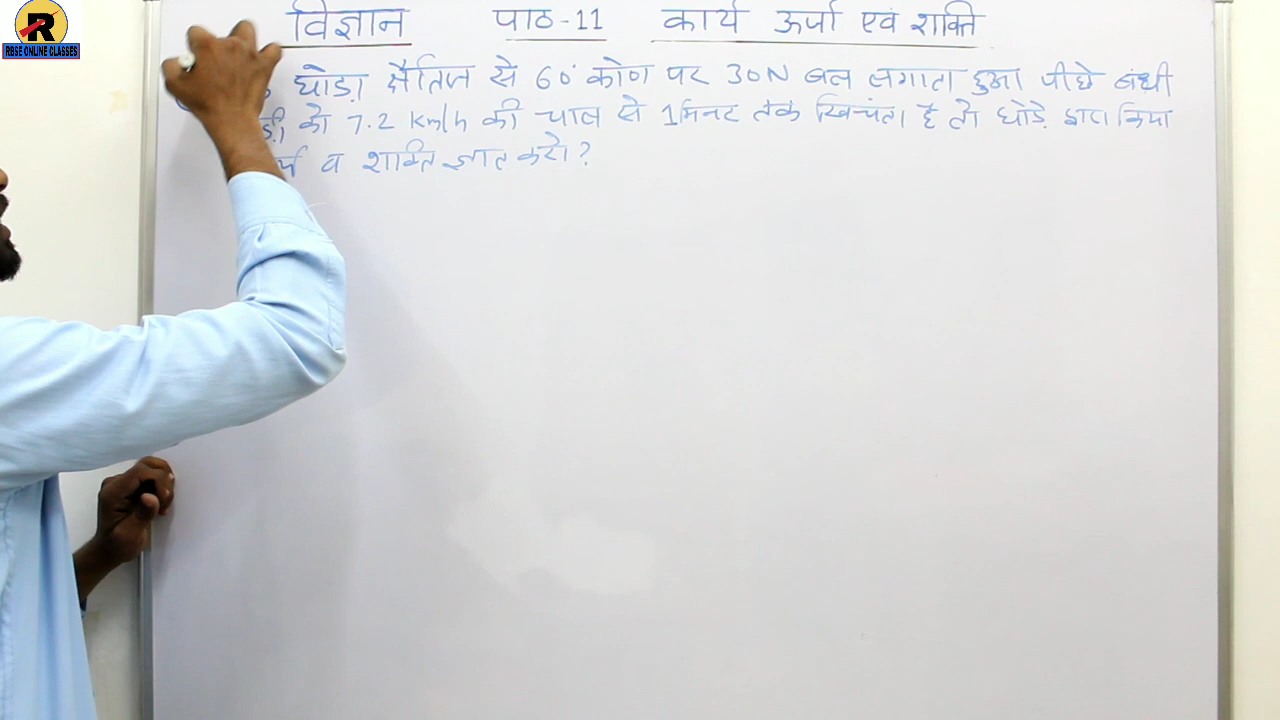 R
RBSE ONLINE CLASSES
विज्ञान पाठ-11 कार्य ऊर्जा एवं शक्ति
घोड़ा क्षैतिज से 60° कोण पर 30N बल लगाता हुआ पीछे बंधी
को 7.2 Km/h की चाल से 1मिनट तक खिचंता है तो घोड़े द्वारा किया
व शक्ति ज्ञात करो?